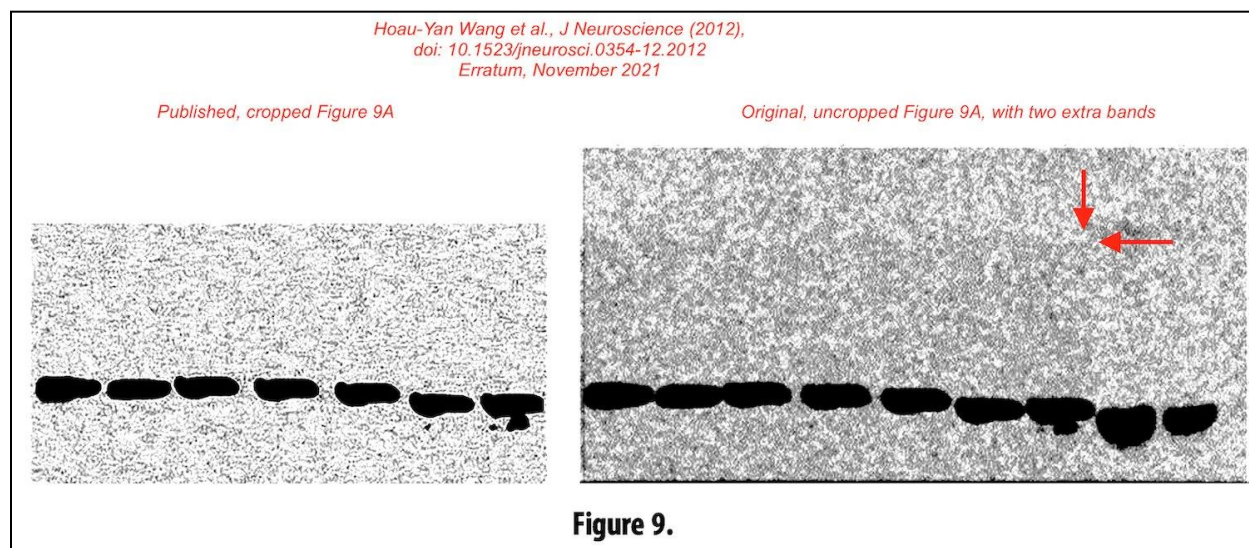 Hoau-Yan Wang et al., J Neuroscience (2012),
doi: 10.1523/jneurosci.0354-12.2012
Erratum, November 2021
Published, cropped Figure 9A
Original, uncropped Figure 9A, with two extra bands
Figure 9.